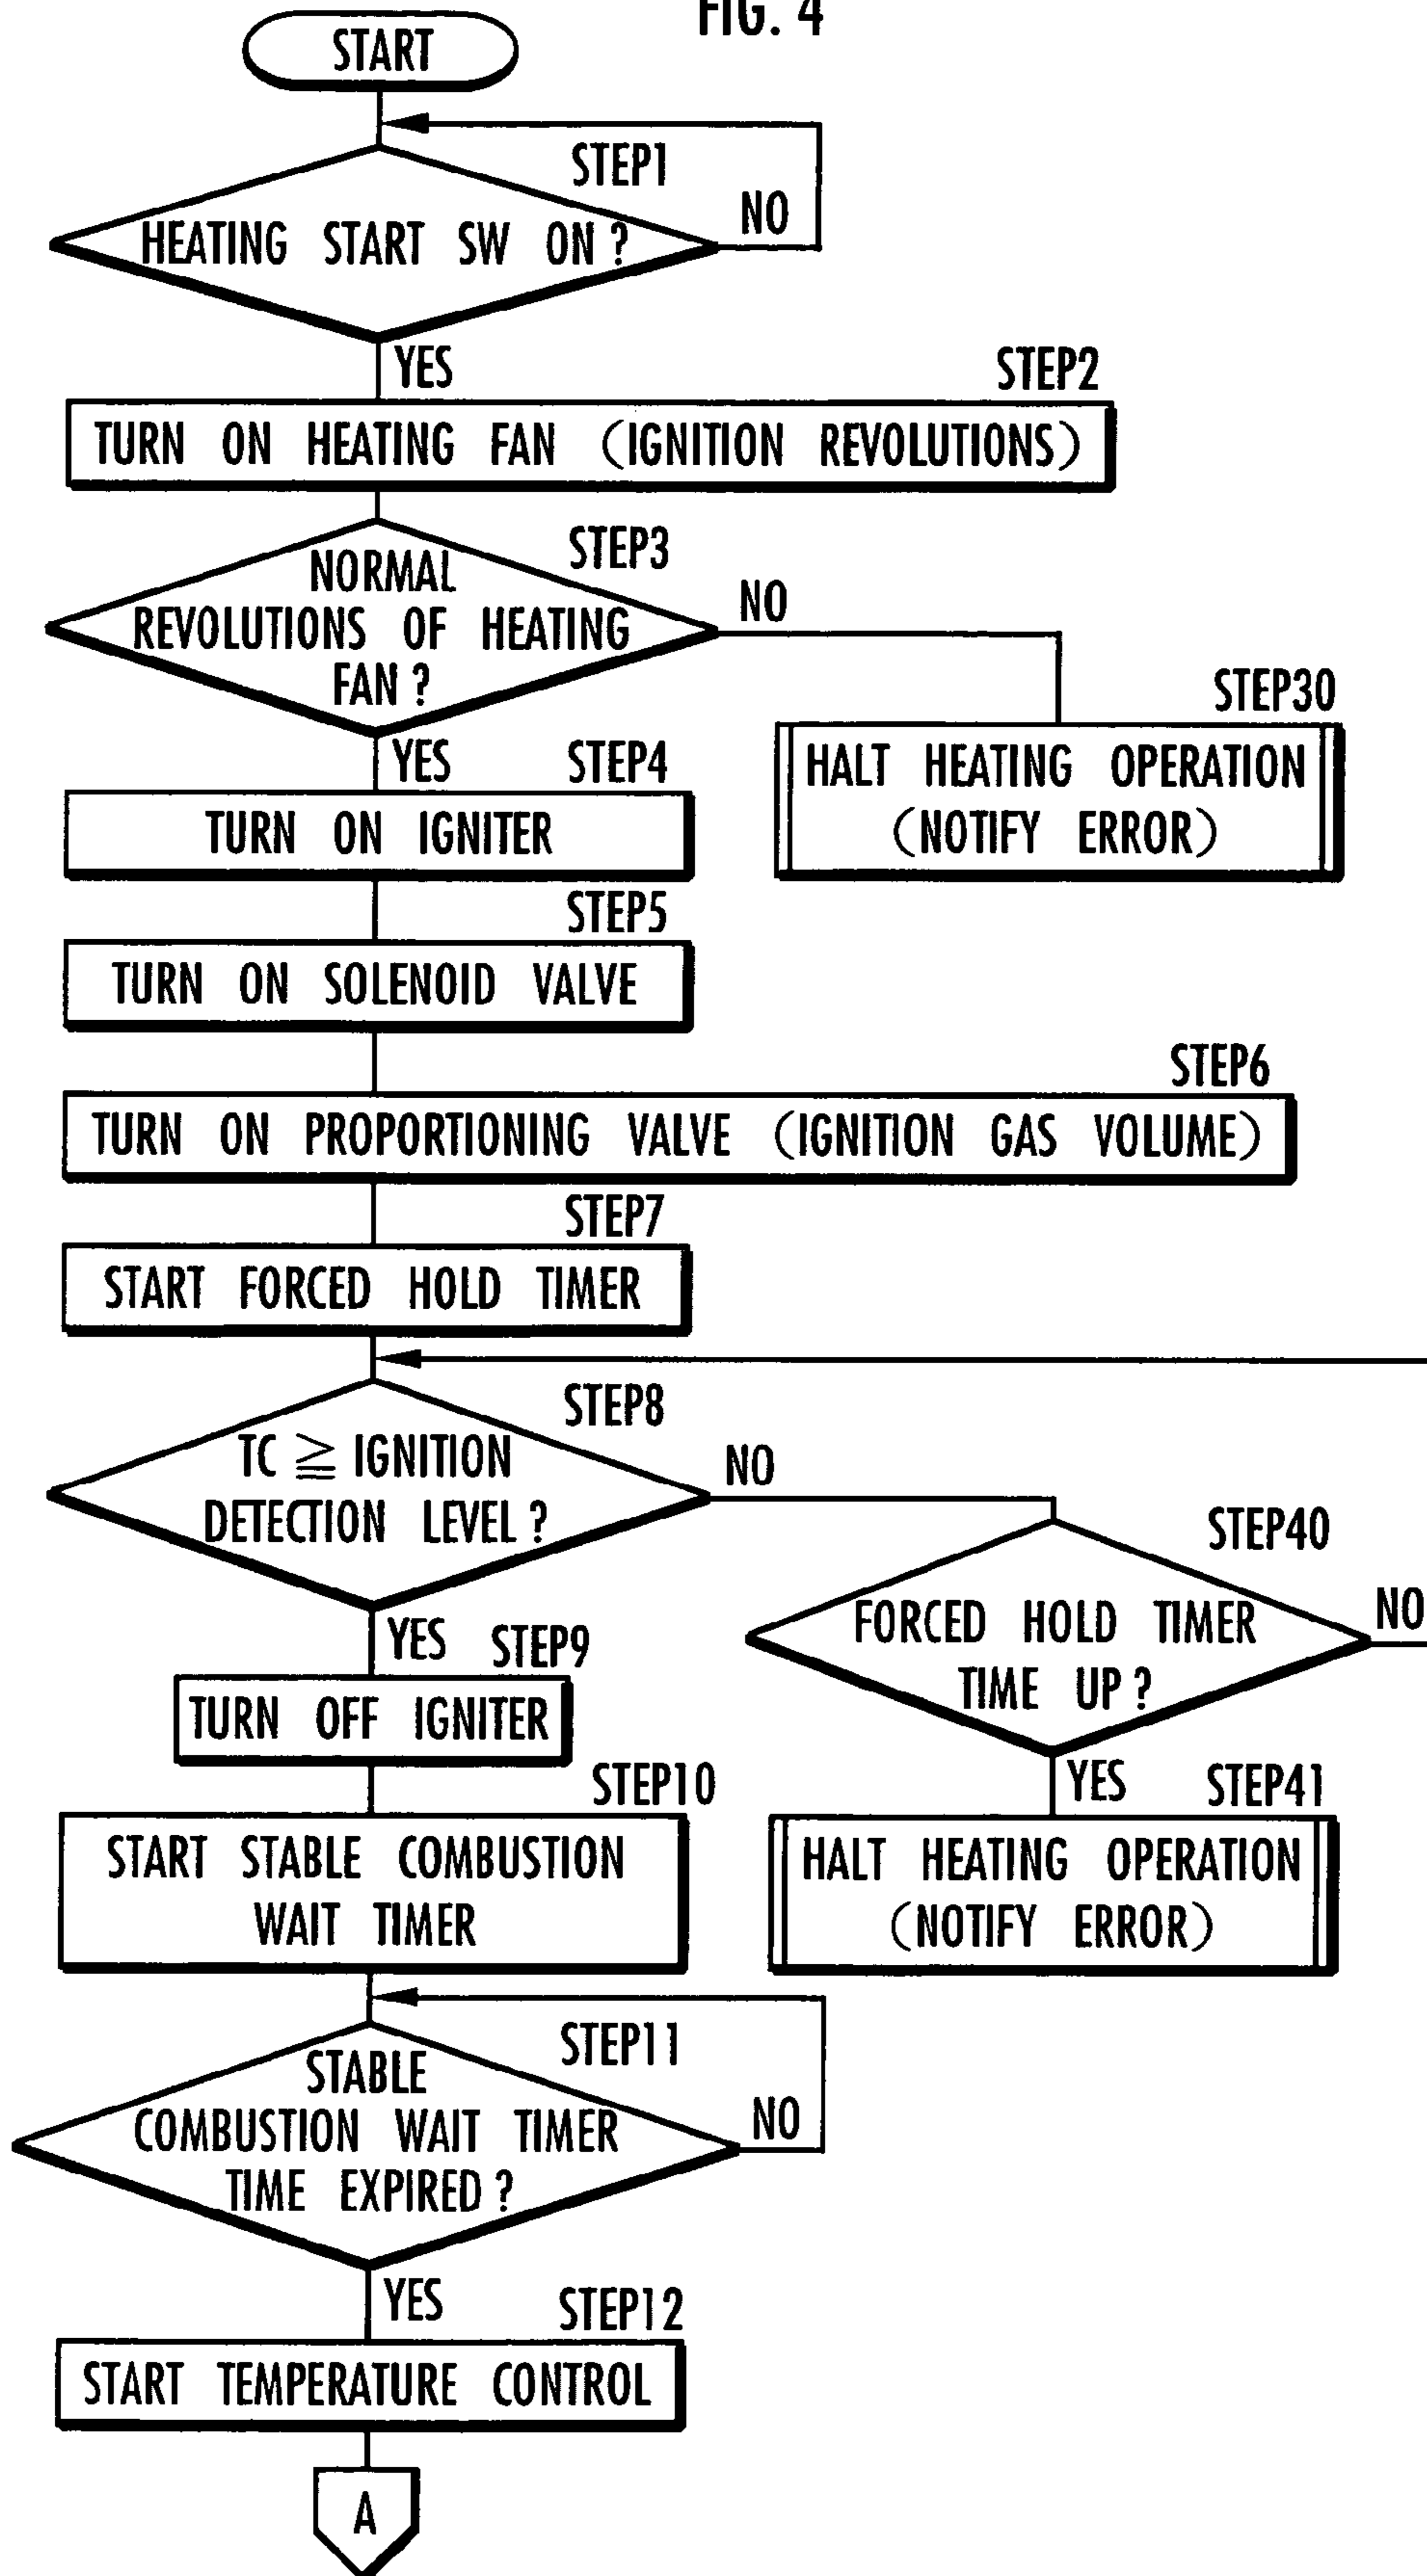 FIG. 4
START
STEP1
HEATING START SW ON ?
NO
YES
STEP2
TURN ON HEATING FAN (IGNITION REVOLUTIONS)
STEP3
NORMAL
REVOLUTIONS OF HEATING
FAN ?
NO
YES
STEP30
HALT HEATING OPERATION
(NOTIFY ERROR)
STEP4
TURN ON IGNITER
STEP5
TURN ON SOLENOID VALVE
STEP6
TURN ON PROPORTIONING VALVE (IGNITION GAS VOLUME)
STEP7
START FORCED HOLD TIMER
STEP8
TC ≧ IGNITION
DETECTION LEVEL ?
NO
STEP40
FORCED HOLD TIMER
TIME UP ?
NO
YES
STEP9
TURN OFF IGNITER
YES
STEP41
HALT HEATING OPERATION
(NOTIFY ERROR)
STEP10
START STABLE COMBUSTION
WAIT TIMER
STEP11
STABLE
COMBUSTION WAIT TIMER
TIME EXPIRED ?
NO
YES
STEP12
START TEMPERATURE CONTROL
A